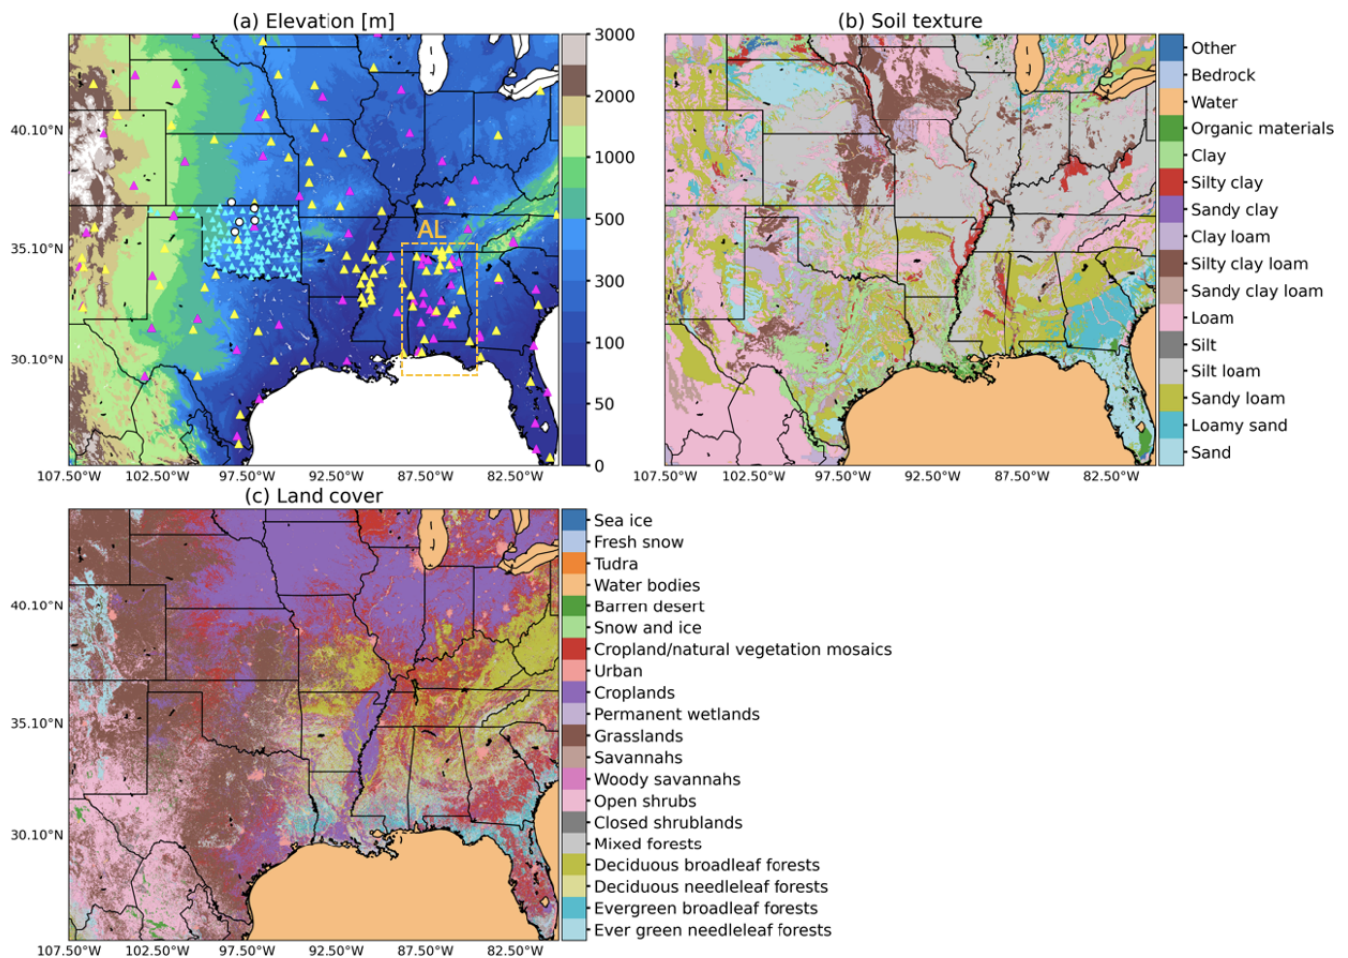 (a) Elevation [m]
3000
2000
1000
500
300
100
50
0
40.10°N
35.10°N
30.10°N
AL
107.50°W 102.50°W 97.50°W 92.50°W 87.50°W 82.50°W
(b) Soil texture
Other
Bedrock
Water
Organic materials
Clay
Silty clay
Sandy clay
Clay loam
Silty clay loam
Sandy clay loam
Loam
Silt
Silt loam
Sandy loam
Loamy sand
Sand
107.50°W 102.50°W 97.50°W 92.50°W 87.50°W 82.50°W
(c) Land cover
40.10°N
35.10°N
30.10°N
Sea ice
Fresh snow
Tudra
Water bodies
Barren desert
Snow and ice
Cropland/natural vegetation mosaics
Urban
Croplands
Permanent wetlands
Grasslands
Savannahs
Woody savannahs
Open shrubs
Closed shrublands
Mixed forests
Deciduous broadleaf forests
Deciduous needleleaf forests
Evergreen broadleaf forests
Ever green needleleaf forests
107.50°W 102.50°W 97.50°W 92.50°W 87.50°W 82.50°W